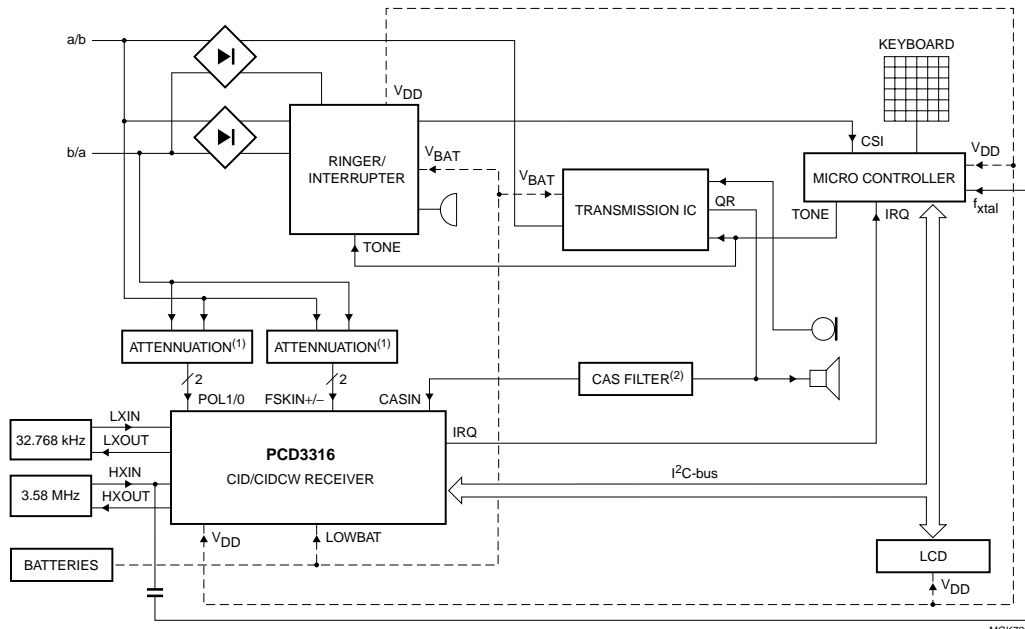 a/b
b/a
KEYBOARD
VDD
RINGER/
INTERRUPTER
VBAT
VBAT
TRANSMISSION IC
QR
CSI
MICRO CONTROLLER
VDD
fxtal
TONE
IRQ
TONE
ATTENNUATION(1)
ATTENNUATION(1)
2
2
POL1/0
FSKIN+/−
CASIN
CAS FILTER(2)
32.768 kHz
LXIN
LXOUT
3.58 MHz
HXIN
HXOUT
PCD3316
CID/CIDCW RECEIVER
IRQ
I2C-bus
VDD
LOWBAT
BATTERIES
LCD
VDD